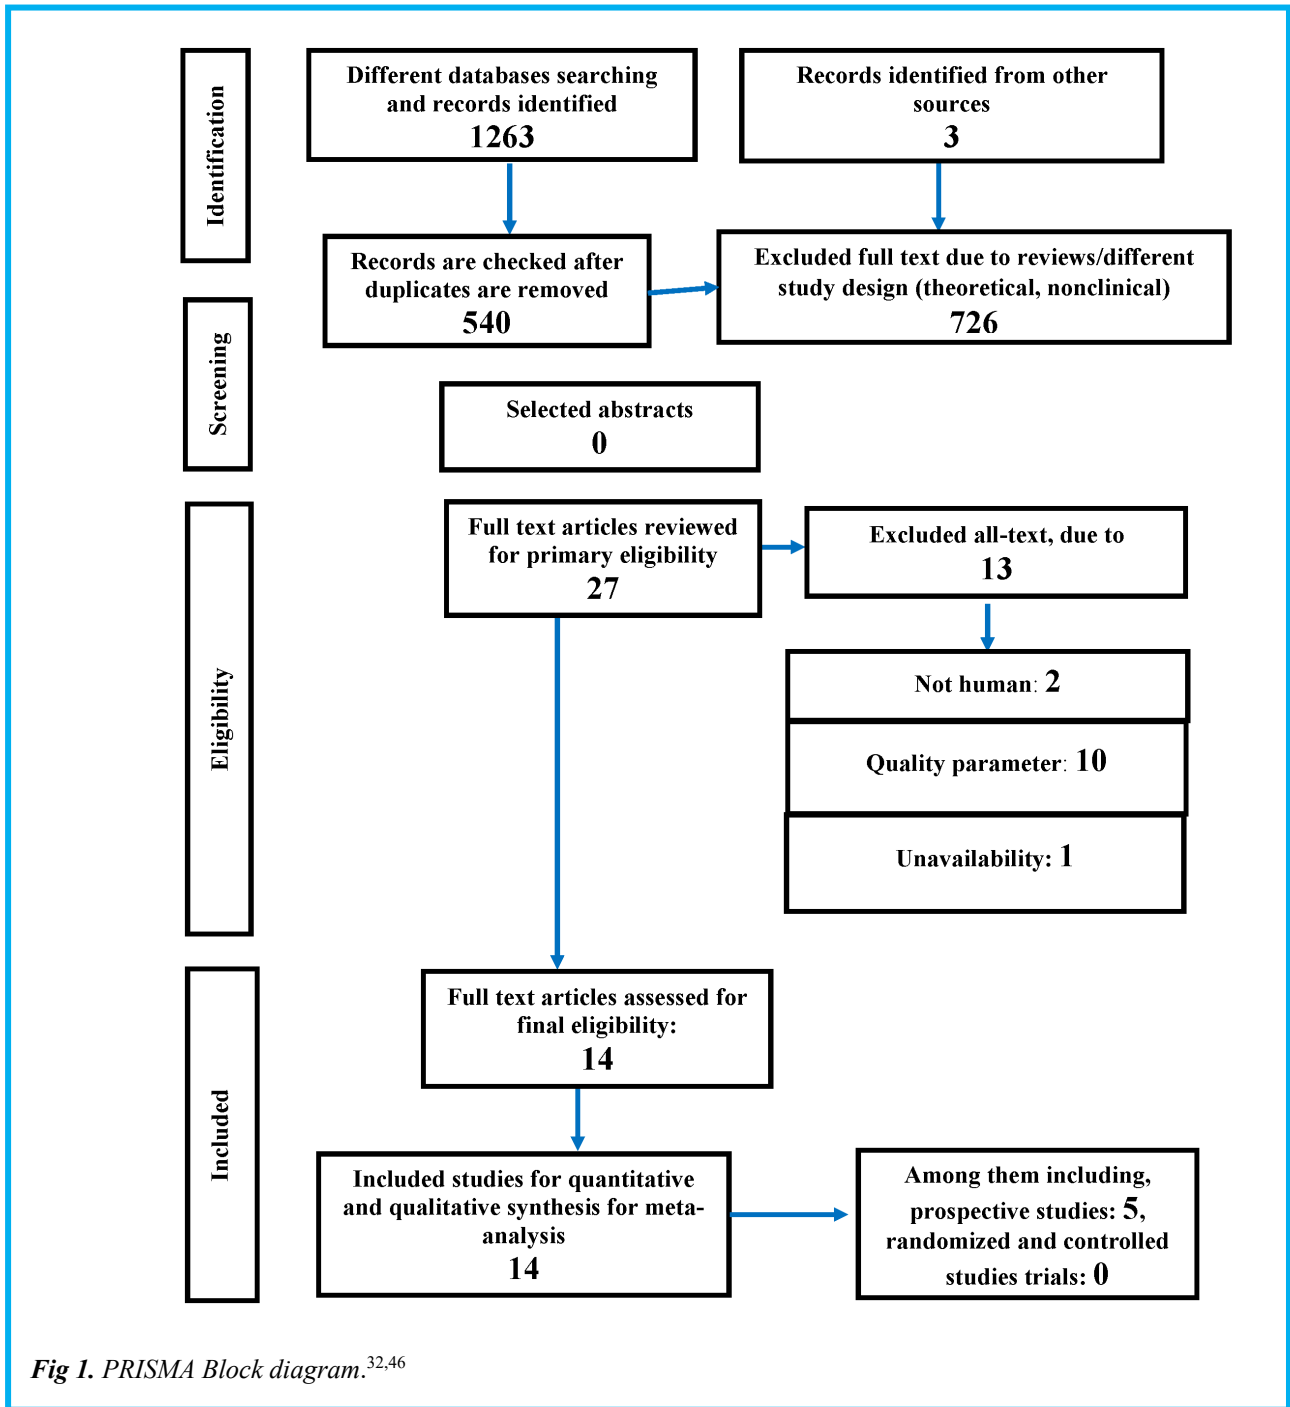 Identification
Different databases searching
and records identified
1263
Records identified from other
sources
3
Records are checked after
duplicates are removed
540
Excluded full text due to reviews/different
study design (theoretical, nonclinical)
726
Screening
Selected abstracts
0
Eligibility
Full text articles reviewed
for primary eligibility
27
Excluded all-text, due to
13
Not human: 2
Quality parameter: 10
Unavailability: 1
Included
Full text articles assessed for
final eligibility:
14
Included studies for quantitative
and qualitative synthesis for meta-
analysis
14
Among them including,
prospective studies: 5,
randomized and controlled
studies trials: 0
Fig 1. PRISMA Block diagram.32,46